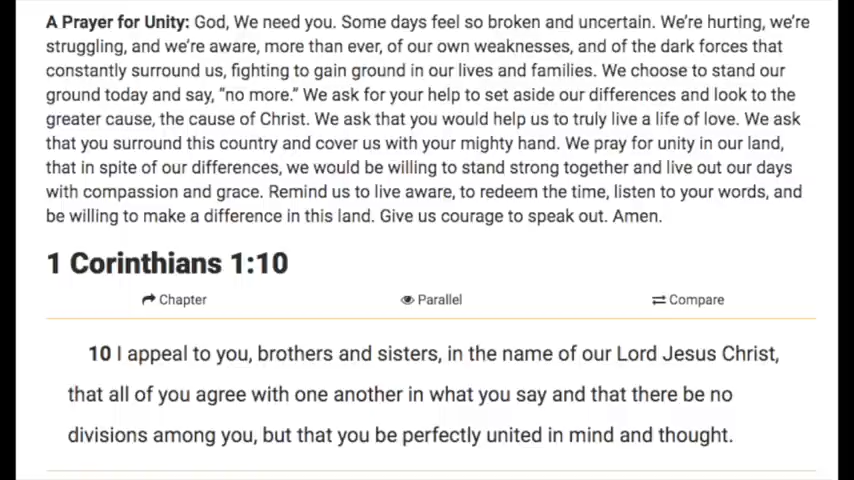 A Prayer for Unity: God, We need you. Some days feel so broken and uncertain. We're hurting, we're
struggling, and we're aware, more than ever, of our own weaknesses, and of the dark forces that
constantly surround us, fighting to gain ground in our lives and families. We choose to stand our
ground today and say, "no more." We ask for your help to set aside our differences and look to the
greater cause, the cause of Christ. We ask that you would help us to truly live a life of love. We ask
that you surround this country and cover us with your mighty hand. We pray for unity in our land,
that in spite of our differences, we would be willing to stand strong together and live out our days
with compassion and grace. Remind us to live aware, to redeem the time, listen to your words, and
be willing to make a difference in this land. Give us courage to speak out. Amen.
1 Corinthians 1:10
Chapter Parallel Compare
10 I appeal to you, brothers and sisters, in the name of our Lord Jesus Christ,
that all of you agree with one another in what you say and that there be no
divisions among you, but that you be perfectly united in mind and thought.